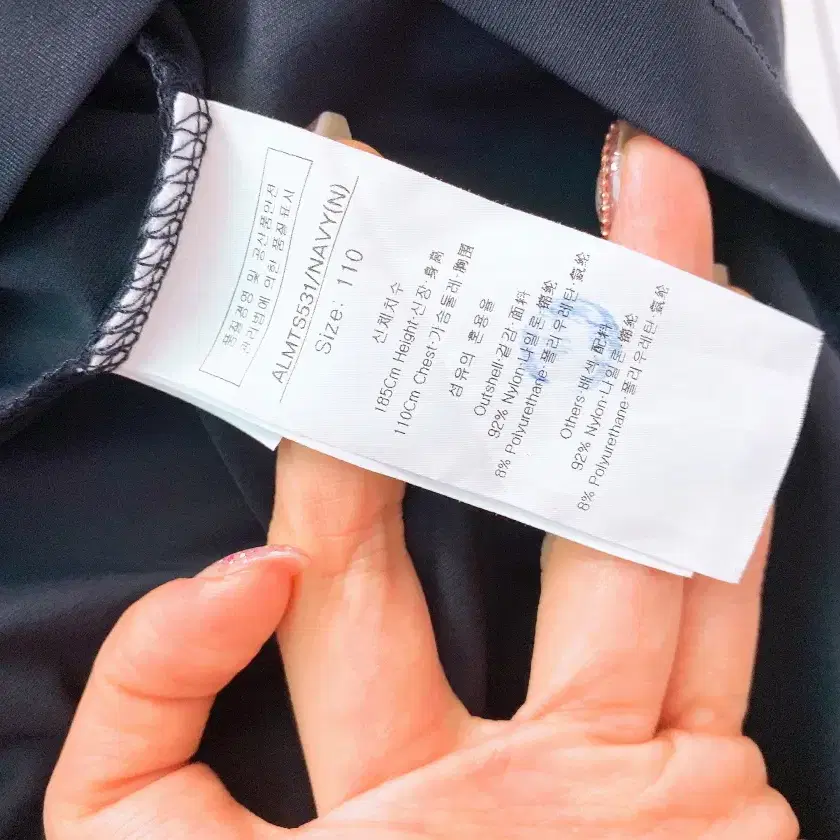 품질경영 및 공산품안전
관리법에 의한 품질표시
ALMTS531/NAVY(N)
Size: 110
신체치수
185Cm Height·신장·身高
110Cm Chest·가슴둘레·胸围
섬유의 혼용율
Outshell·겉감·面料
92% Nylon·나일론·锦纶
8% Polyurethane·폴리우레탄·氨纶
Others·배색·配料
92% Nylon·나일론·锦纶
8% Polyurethane·폴리우레탄·氨纶